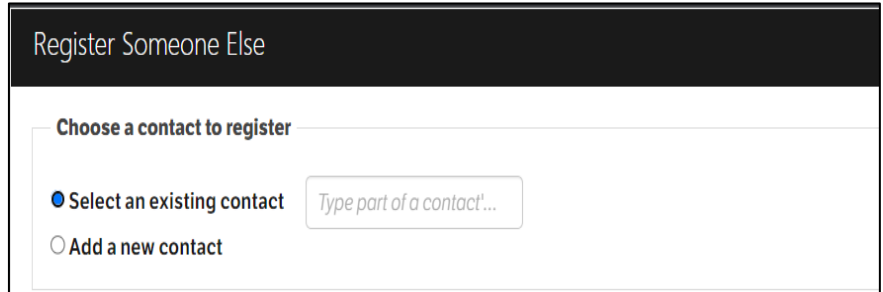 Register Someone Else
Choose a contact to register
Select an existing contact Type part of a contact'...
Add a new contact